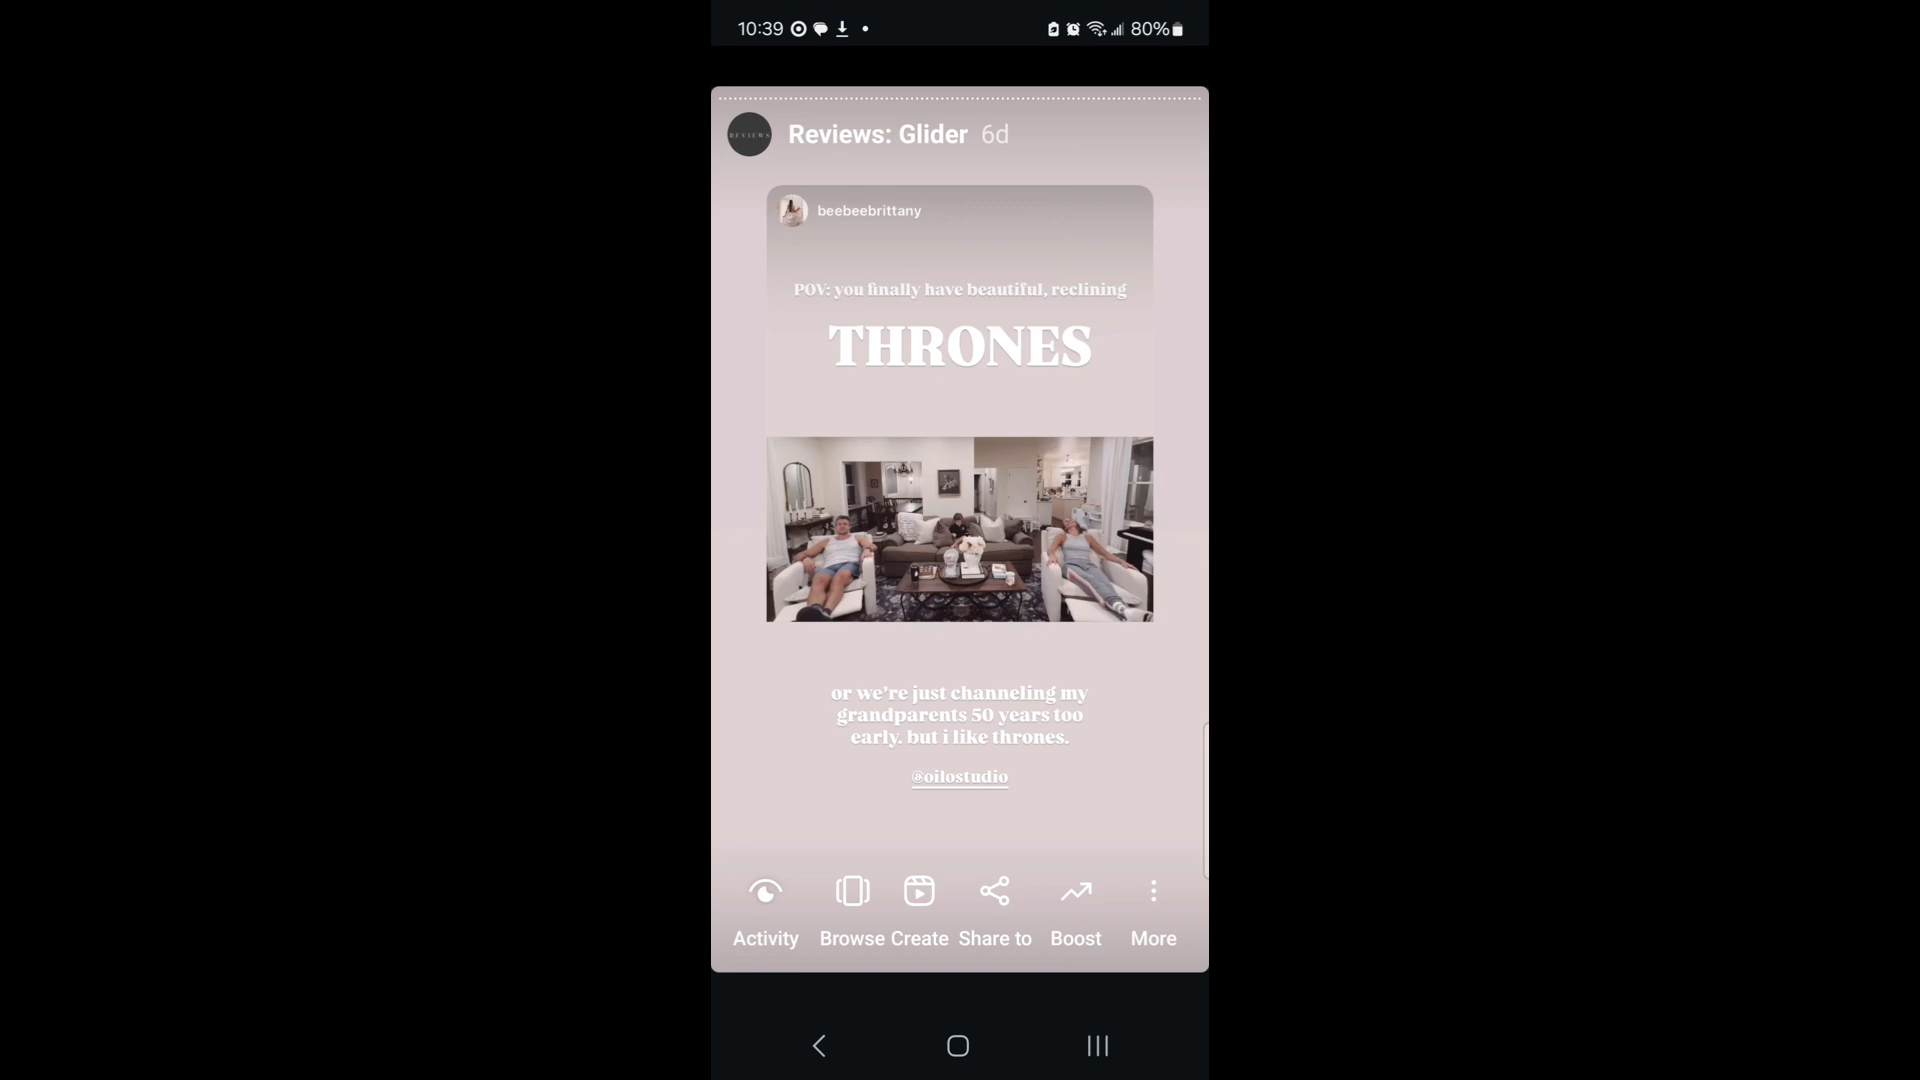 10:39
80%
REVIEWS
Reviews: Glider 6d
beebeebrittany
POV: you finally have beautiful, reclining
THRONES
or we're just channeling my
grandparents 50 years too
early. but i like thrones.
@oilostudio
Activity Browse Create Share to Boost More